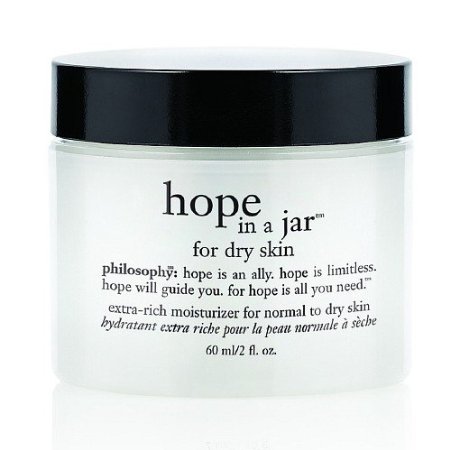 hope
in a jar™
for dry skin
philosophy:™ hope is an ally. hope is limitless.
hope will guide you. for hope is all you need.™
extra-rich moisturizer for normal to dry skin
hydratant extra riche pour la peau normale à sèche
60 ml/2 fl. oz.